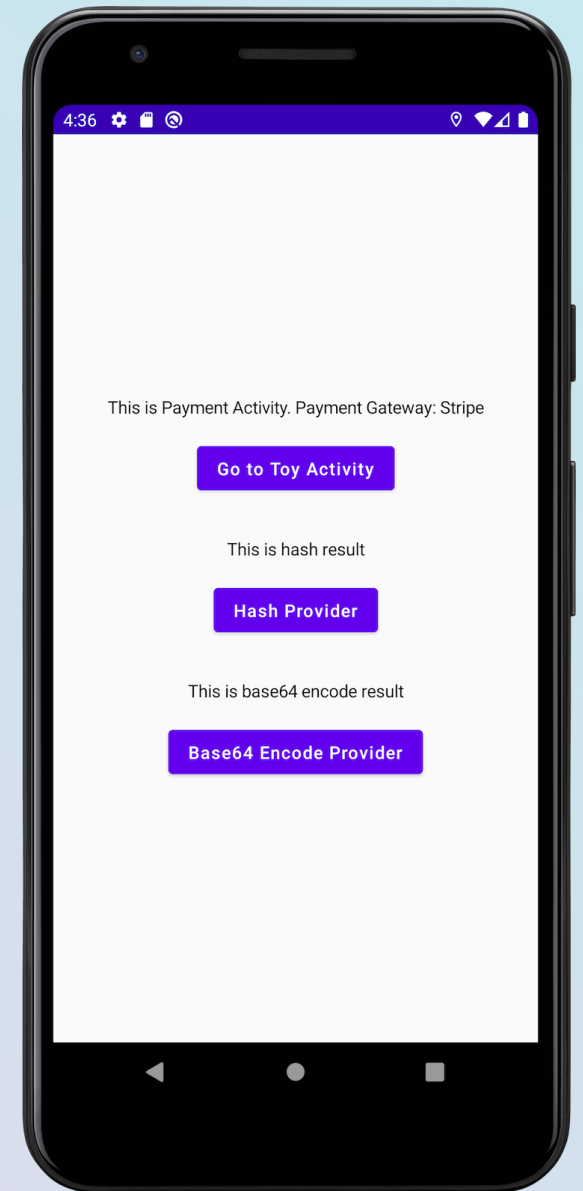 4:36
This is Payment Activity. Payment Gateway: Stripe
Go to Toy Activity
This is hash result
Hash Provider
This is base64 encode result
Base64 Encode Provider